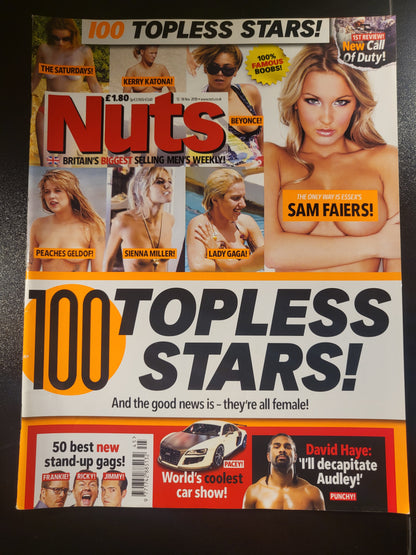 100 TOPLESS STARS!
1ST REVIEW!
New Call
Of Duty!
THE SATURDAYS!
KERRY KATONA!
100%
FAMOUS
BOOBS!
BEYONCE!
£1.80
Nuts
BRITAIN'S BIGGEST SELLING MEN'S WEEKLY!
THE ONLY WAY IS ESSEX'S
SAM FAIERS!
PEACHES GELDOF!
SIENNA MILLER!
LADY GAGA!
100 TOPLESS
STARS!
And the good news is – they're all female!
50 best new
stand-up gags!
FRANKIE!
RICKY!
JIMMY!
PACEY!
World's coolest
car show!
David Haye:
'I'll decapitate
Audley!'
PUNCHY!